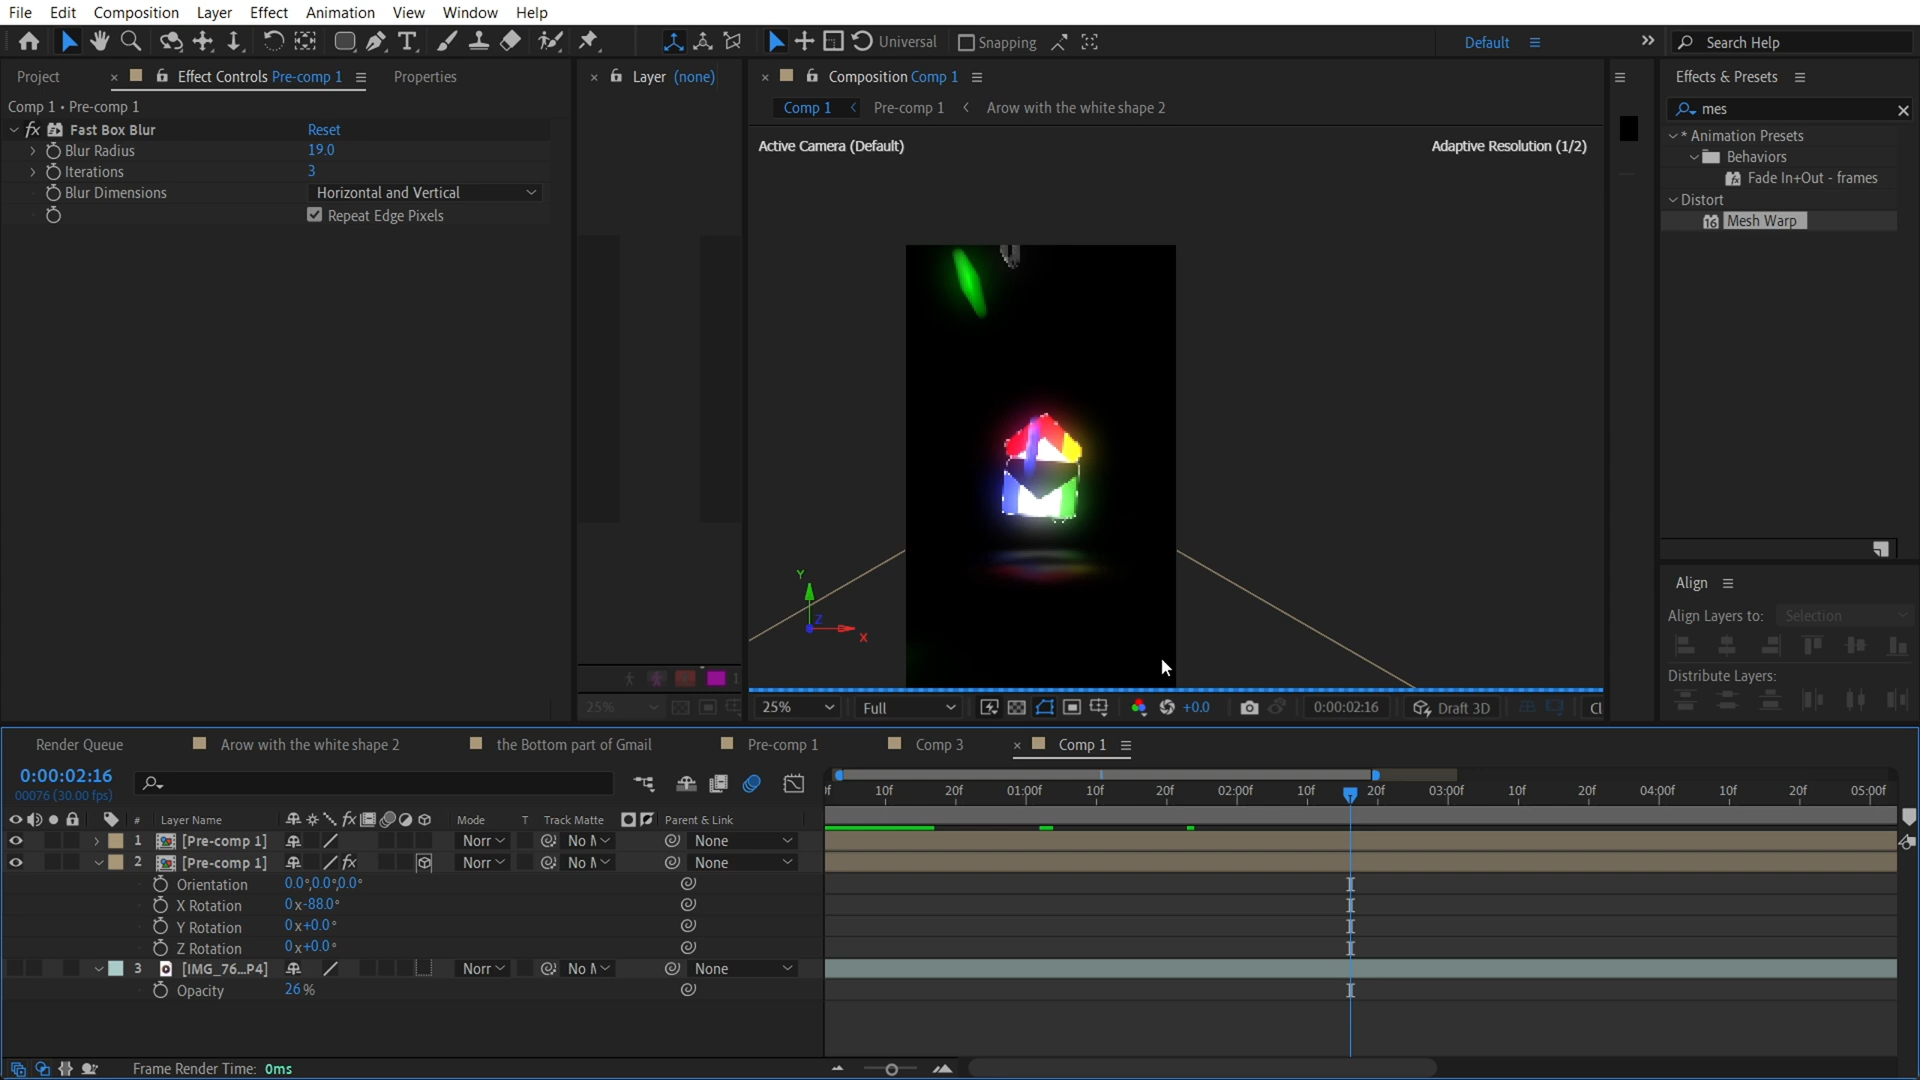 File Edit Composition Layer Effect Animation View Window Help
Universal Snapping Default Search Help
Project Effect Controls Pre-comp 1 Properties
Layer (none)
Composition Comp 1
Effects & Presets
Comp 1 • Pre-comp 1
Comp 1 Pre-comp 1 Arow with the white shape 2
mes
fx Fast Box Blur Reset
Blur Radius 19.0
Iterations 3
Blur Dimensions Horizontal and Vertical
Repeat Edge Pixels
Active Camera (Default)
Adaptive Resolution (1/2)
* Animation Presets
Behaviors
Fade In+Out - frames
Distort
16 Mesh Warp
Y
Z
X
Align
Align Layers to: Selection
Distribute Layers:
25%
25% Full +0.0 0:00:02:16 Draft 3D Cl
Render Queue Arow with the white shape 2 the Bottom part of Gmail Pre-comp 1 Comp 3 Comp 1
0:00:02:16
00076 (30.00 fps)
f 10f 20f 01:00f 10f 20f 02:00f 10f 20f 03:00f 10f 20f 04:00f 10f 20f 05:00f
# Layer Name fx Mode T Track Matte Parent & Link
1 [Pre-comp 1] Norr No M None
2 [Pre-comp 1] fx Norr No M None
Orientation 0.0°,0.0°,0.0°
X Rotation 0x-88.0°
Y Rotation 0x+0.0°
Z Rotation 0x+0.0°
3 [IMG_76...P4] Norr No M None
Opacity 26%
Frame Render Time: 0ms